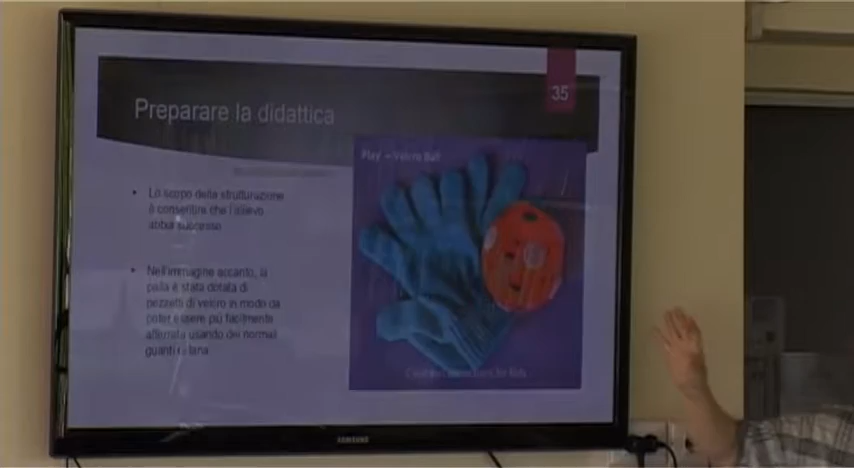 35
Preparare la didattica
Play - Velcro Ball
• Lo scopo della strutturazione
è consentire che l'allievo
abbia successo
• Nell'immagine accanto, la
palla è stata dotata di
pezzetti di velcro in modo da
poter essere più facilmente
afferrata usando dei normali
guanti di lana
for Kids
SAMSUNG